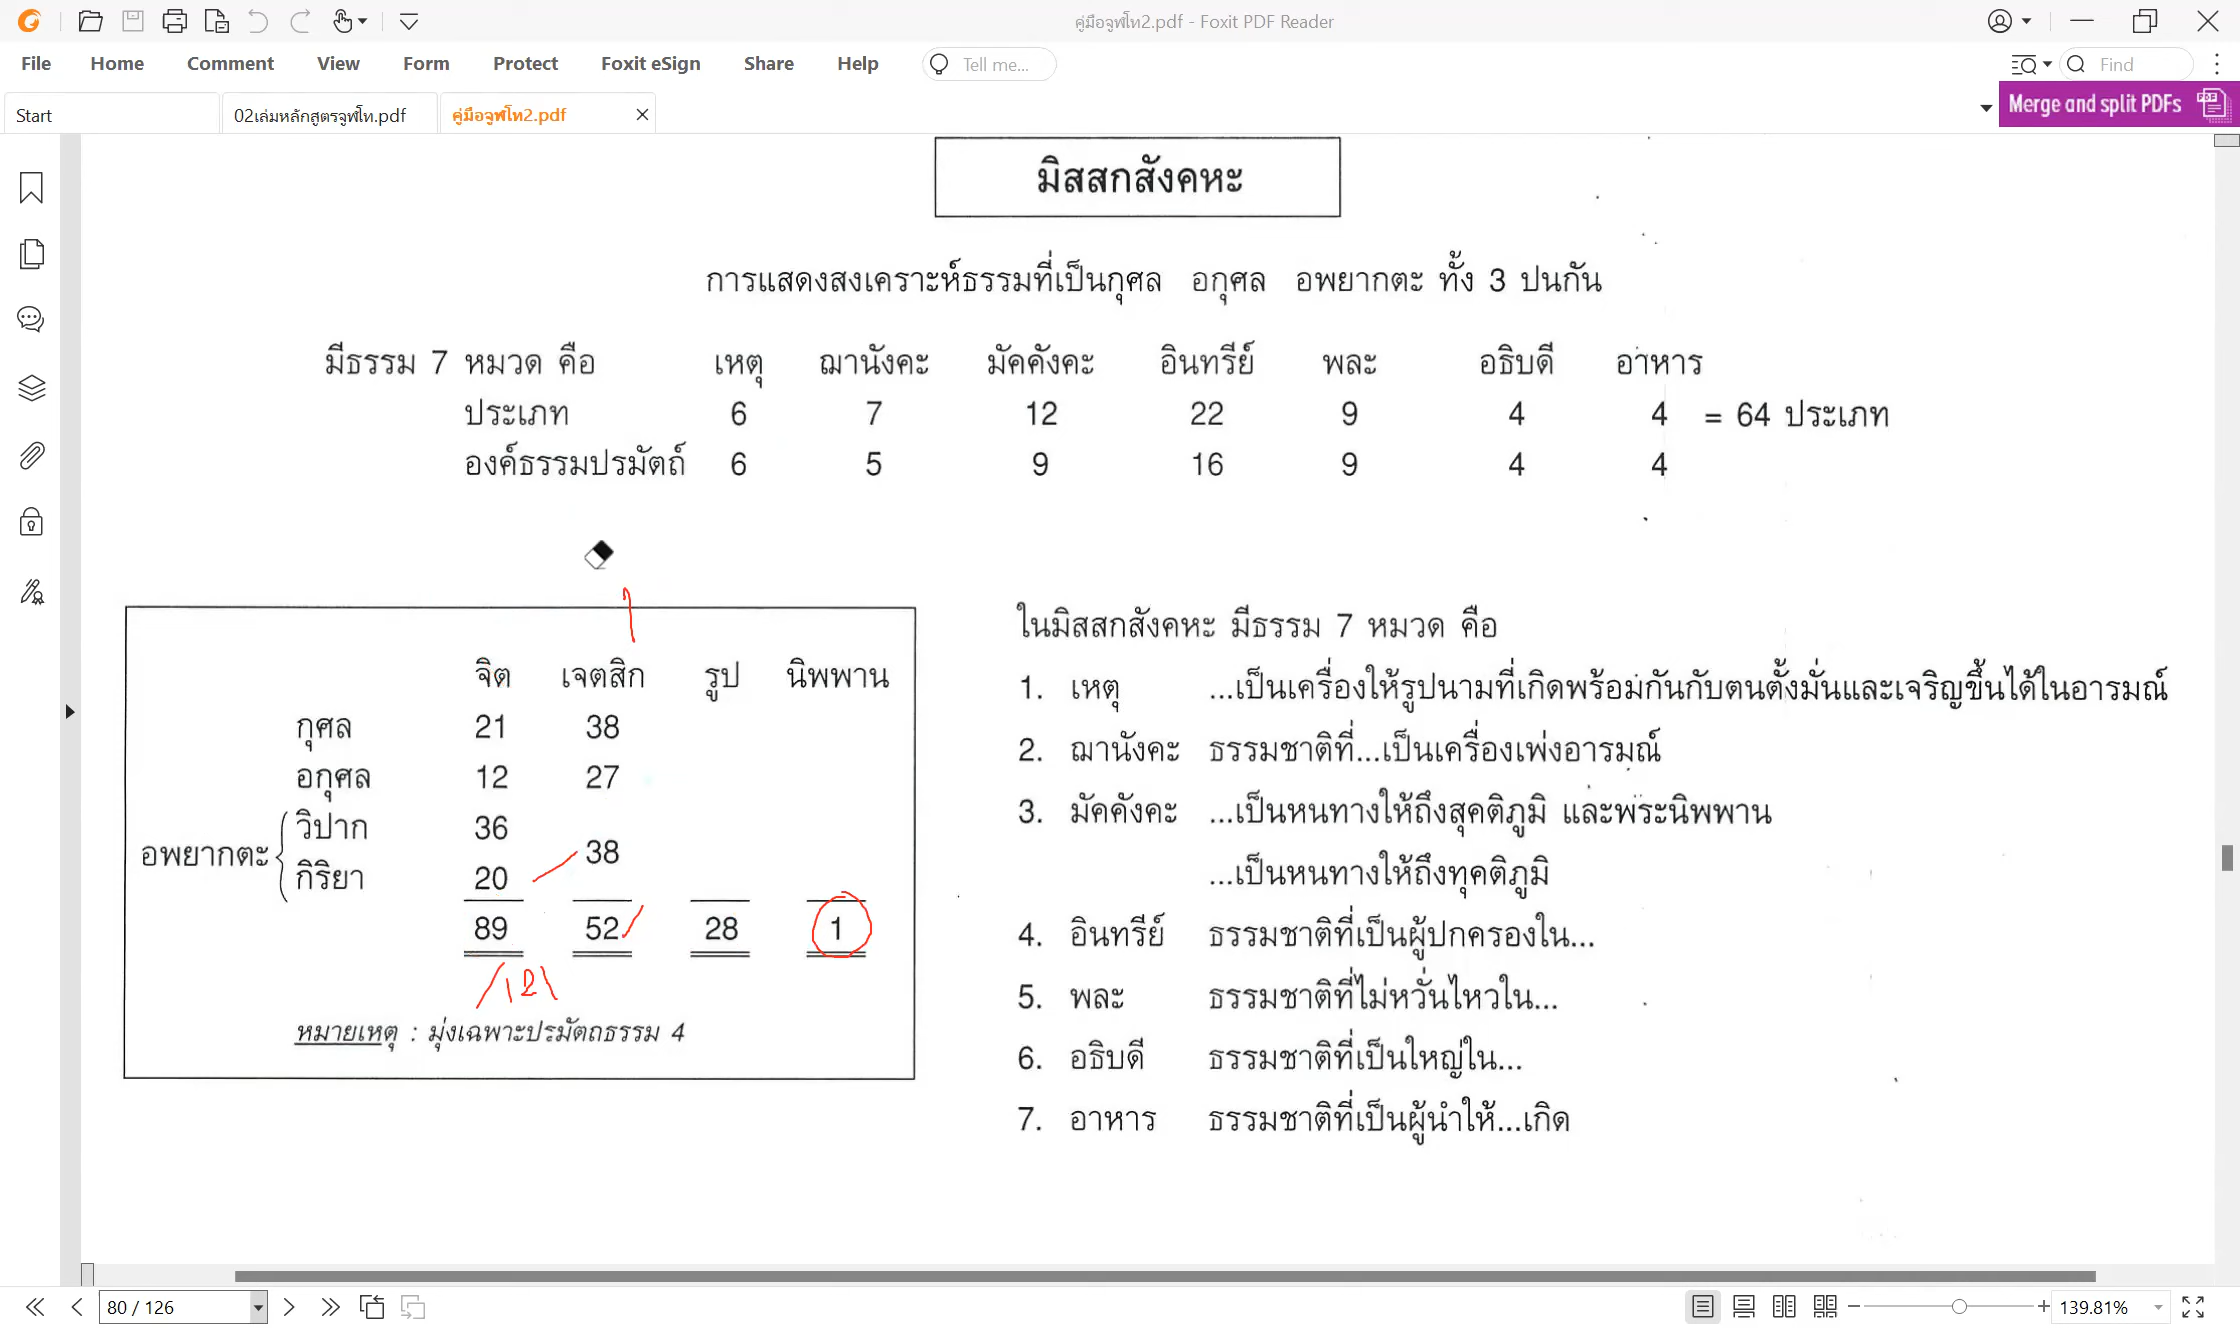 คู่มือจูฬโท2.pdf - Foxit PDF Reader
File Home Comment View Form Protect Foxit eSign Share Help Tell me... Find
Start 02เล่มหลักสูตรจูฬโท.pdf คู่มือจูฬโท2.pdf Merge and split PDFs
มิสสกสังคหะ
การแสดงสงเคราะห์ธรรมที่เป็นกุศล อกุศล อพยากตะ ทั้ง 3 ปนกัน
มีธรรม 7 หมวด คือ เหตุ ฌานังคะ มัคคังคะ อินทรีย์ พละ อธิบดี อาหาร
ประเภท 6 7 12 22 9 4 4 = 64 ประเภท
องค์ธรรมปรมัตถ์ 6 5 9 16 9 4 4
จิต เจตสิก รูป นิพพาน
กุศล 21 38
อกุศล 12 27
อพยากตะ วิปาก 36 38
กิริยา 20
89 52 28 1
/121
หมายเหตุ : มุ่งเฉพาะปรมัตถธรรม 4
ในมิสสกสังคหะ มีธรรม 7 หมวด คือ
1. เหตุ ...เป็นเครื่องให้รูปนามที่เกิดพร้อมกันกับตนตั้งมั่นและเจริญขึ้นได้ในอารมณ์
2. ฌานังคะ ธรรมชาติที่...เป็นเครื่องเพ่งอารมณ์
3. มัคคังคะ ...เป็นหนทางให้ถึงสุคติภูมิ และพระนิพพาน
...เป็นหนทางให้ถึงทุคติภูมิ
4. อินทรีย์ ธรรมชาติที่เป็นผู้ปกครองใน...
5. พละ ธรรมชาติที่ไม่หวั่นไหวใน...
6. อธิบดี ธรรมชาติที่เป็นใหญ่ใน...
7. อาหาร ธรรมชาติที่เป็นผู้นำให้...เกิด
80 / 126 139.81%